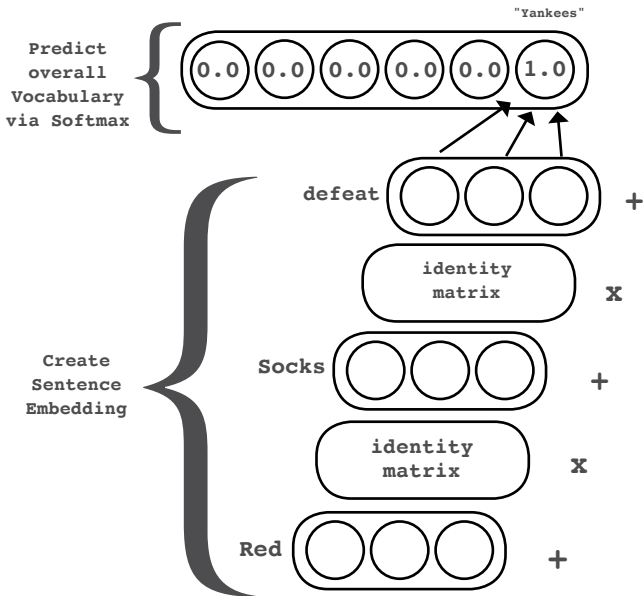 "Yankees"
Predict
overall
Vocabulary
via Softmax
0.0 0.0 0.0 0.0 0.0 1.0
defeat +
identity
matrix x
Socks +
Create
Sentence
Embedding
identity
matrix x
Red +